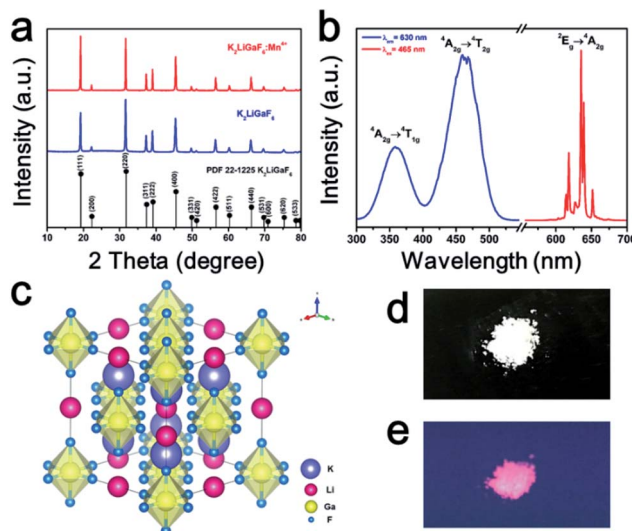 a
Intensity (a.u.)
K₂LiGaF₆:Mn⁴⁺
K₂LiGaF₆
PDF 22-1225 K₂LiGaF₆
(111)
(200)
(220)
(311)
(222)
(400)
(331)
(420)
(422)
(511)
(440)
(531)
(600)
(620)
(533)
10 20 30 40 50 60 70 80
2 Theta (degree)
b
Intensity (a.u.)
λem= 630 nm
λex= 465 nm
⁴A₂g→⁴T₁g
⁴A₂g→⁴T₂g
²Eg→⁴A₂g
300 350 400 450 500 600 650 700
Wavelength (nm)
c
K
Li
Ga
F
d
e